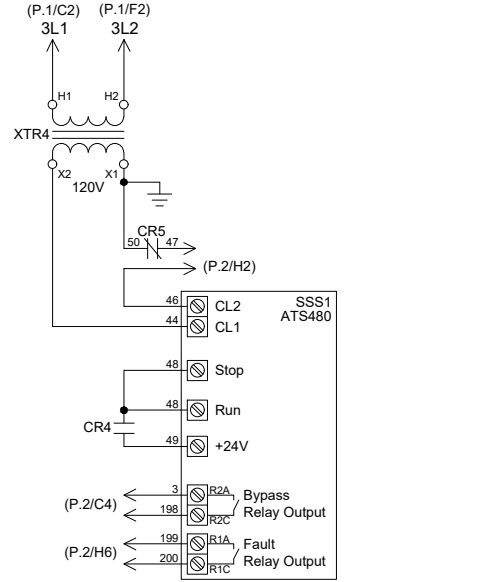 (P.1/C2) (P.1/F2)
3L1 3L2
H1 H2
XTR4
X2 X1
120V
CR5
50 47
(P.2/H2)
SSS1
ATS480
46 CL2
44 CL1
48 Stop
48 Run
CR4
49 +24V
3 R2A Bypass
(P.2/C4)
198 R2C Relay Output
199 R1A Fault
(P.2/H6)
200 R1C Relay Output